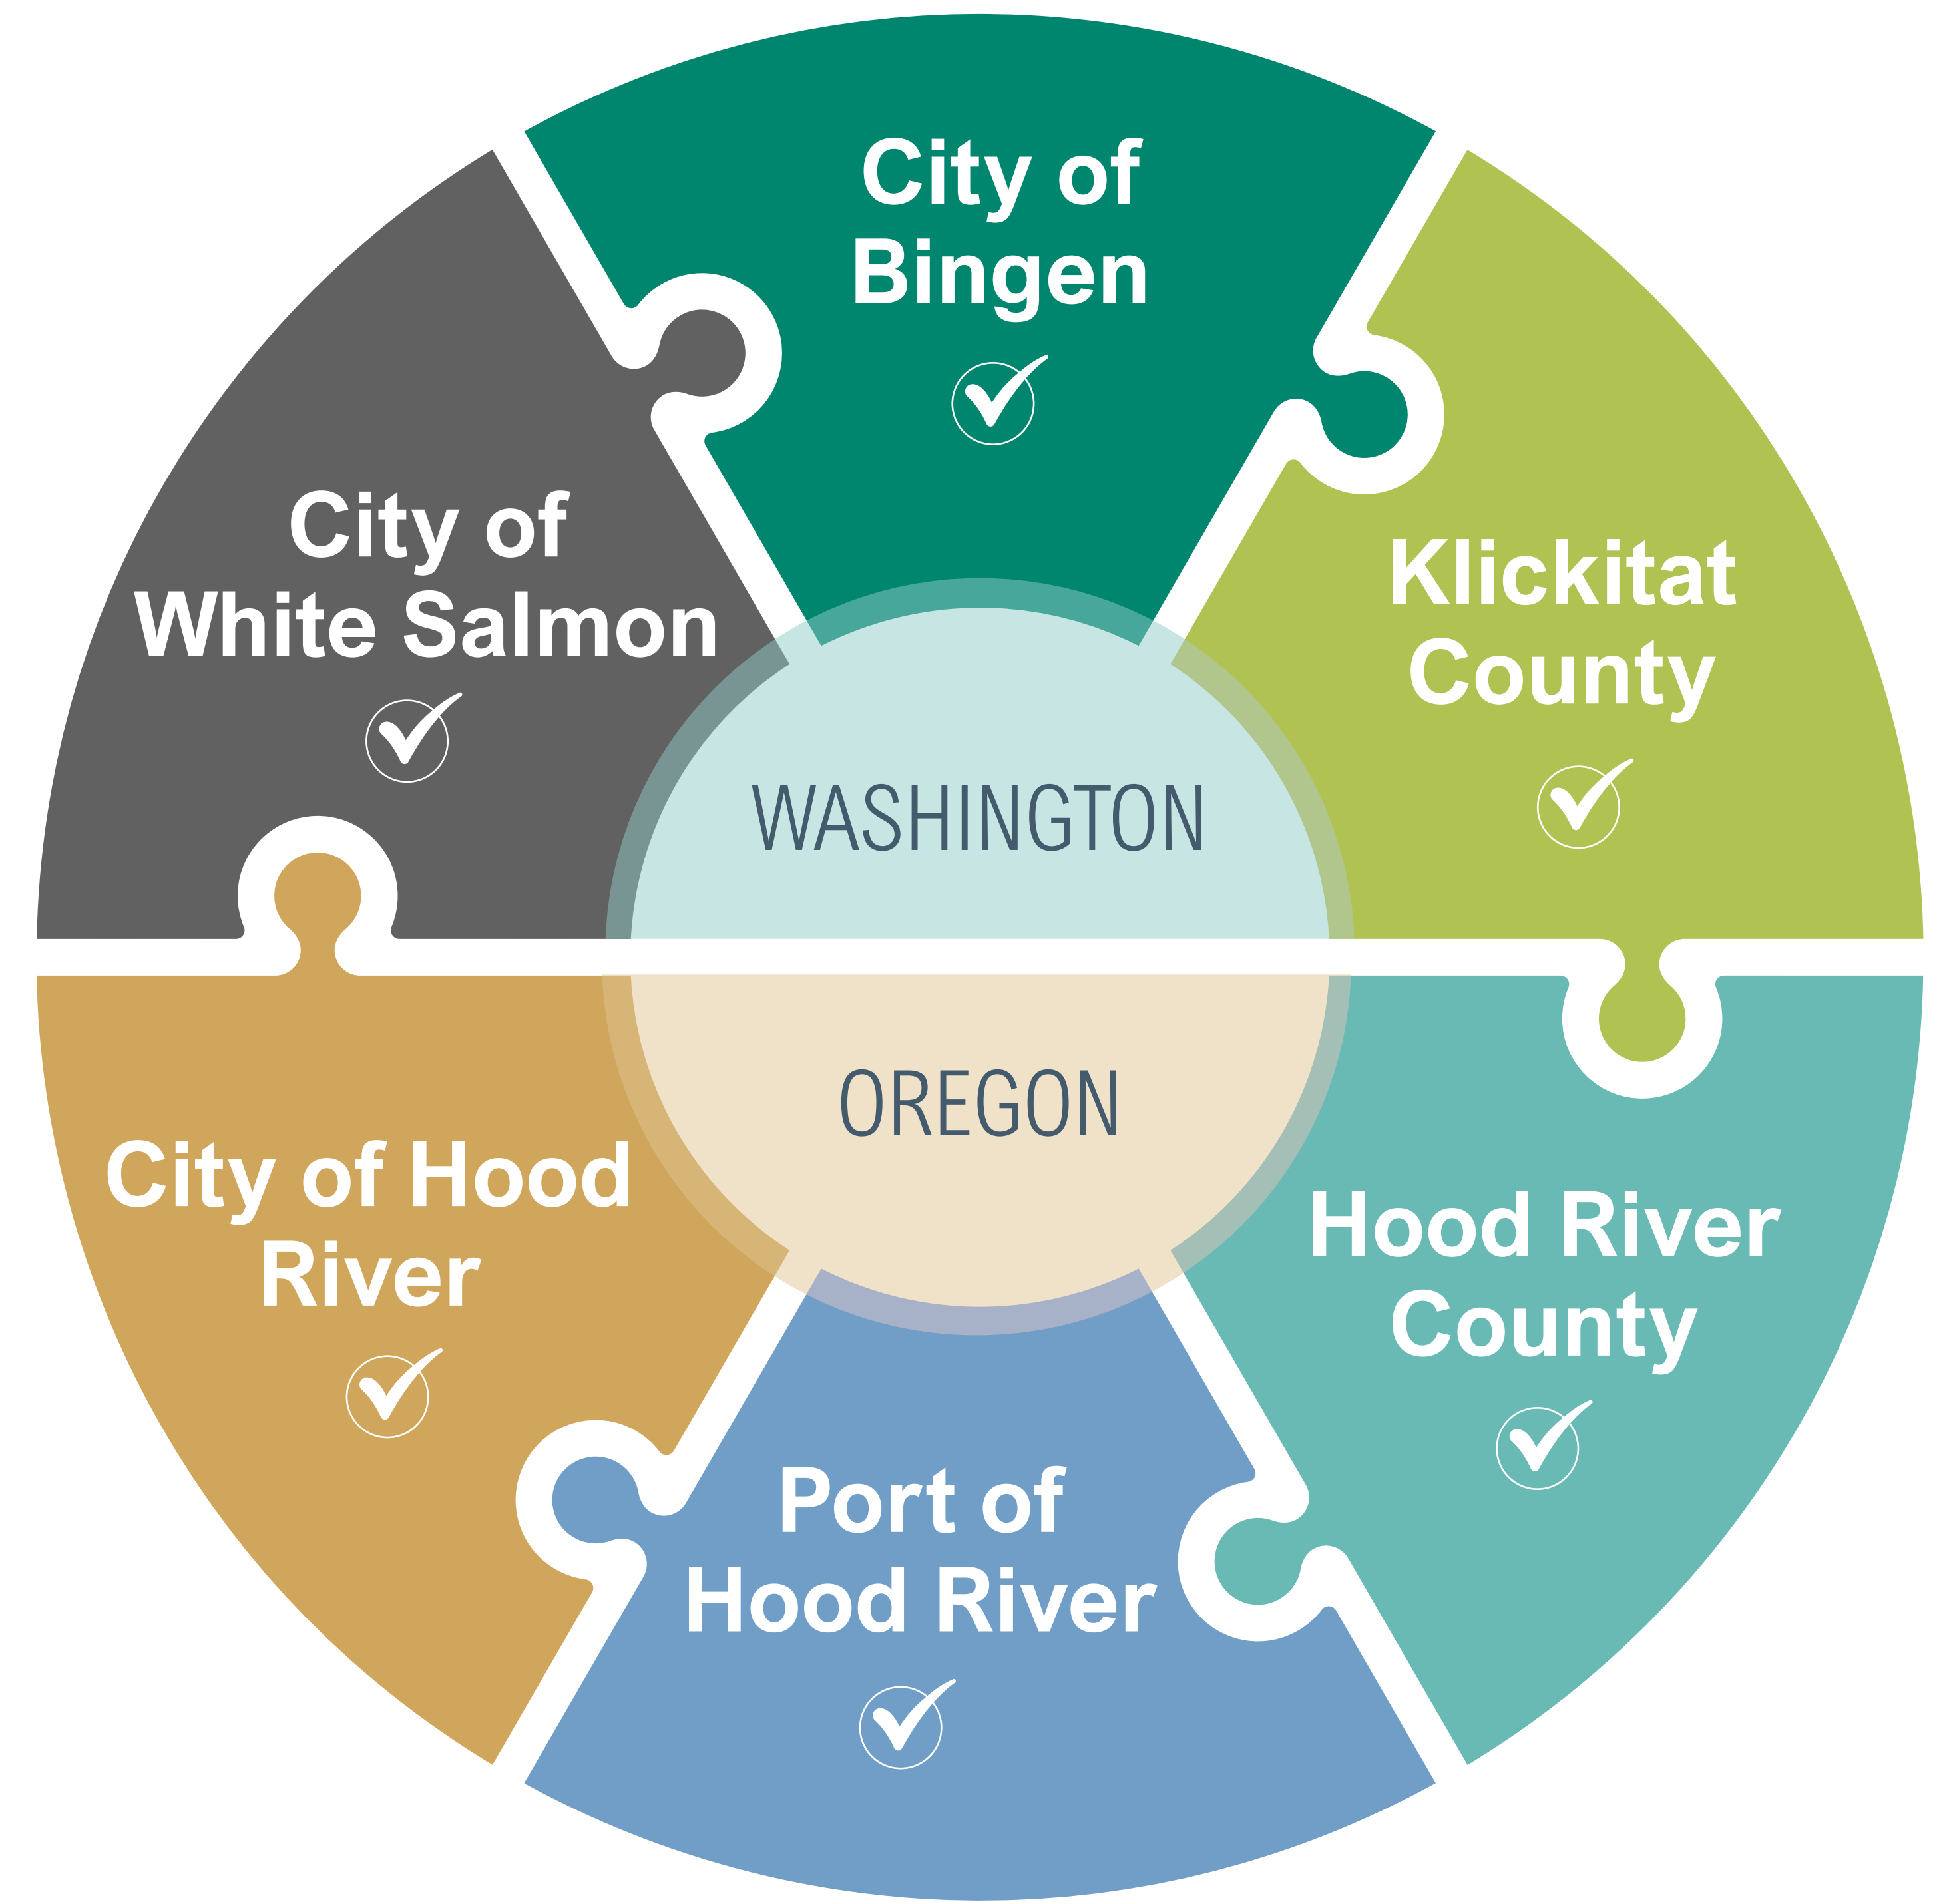 City of
Bingen
City of
White Salmon
Klickitat
County
WASHINGTON
OREGON
City of Hood
River
Hood River
County
Port of
Hood River